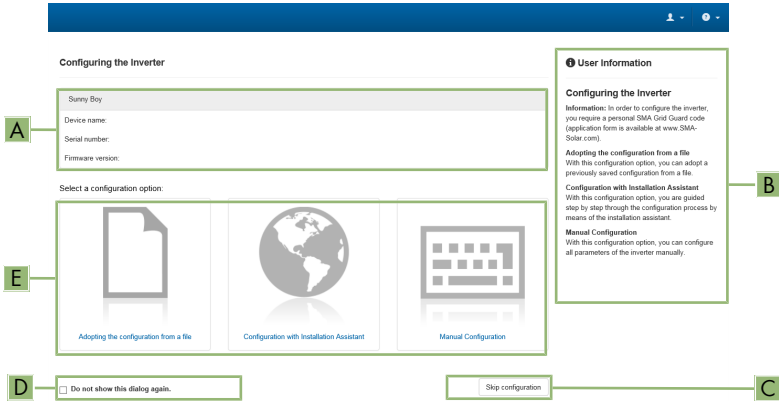 Configuring the Inverter
Sunny Boy
Device name:
Serial number:
Firmware version:
A
Select a configuration option:
E
Adopting the configuration from a file
Configuration with Installation Assistant
Manual Configuration
D
Do not show this dialog again.
Skip configuration
C
User Information
Configuring the Inverter
Information: In order to configure the inverter,
you require a personal SMA Grid Guard code
(application form is available at www.SMA-
Solar.com).
Adopting the configuration from a file
With this configuration option, you can adopt a
previously saved configuration from a file.
Configuration with Installation Assistant
With this configuration option, you are guided
step by step through the configuration process by
means of the installation assistant.
Manual Configuration
With this configuration option, you can configure
all parameters of the inverter manually.
B